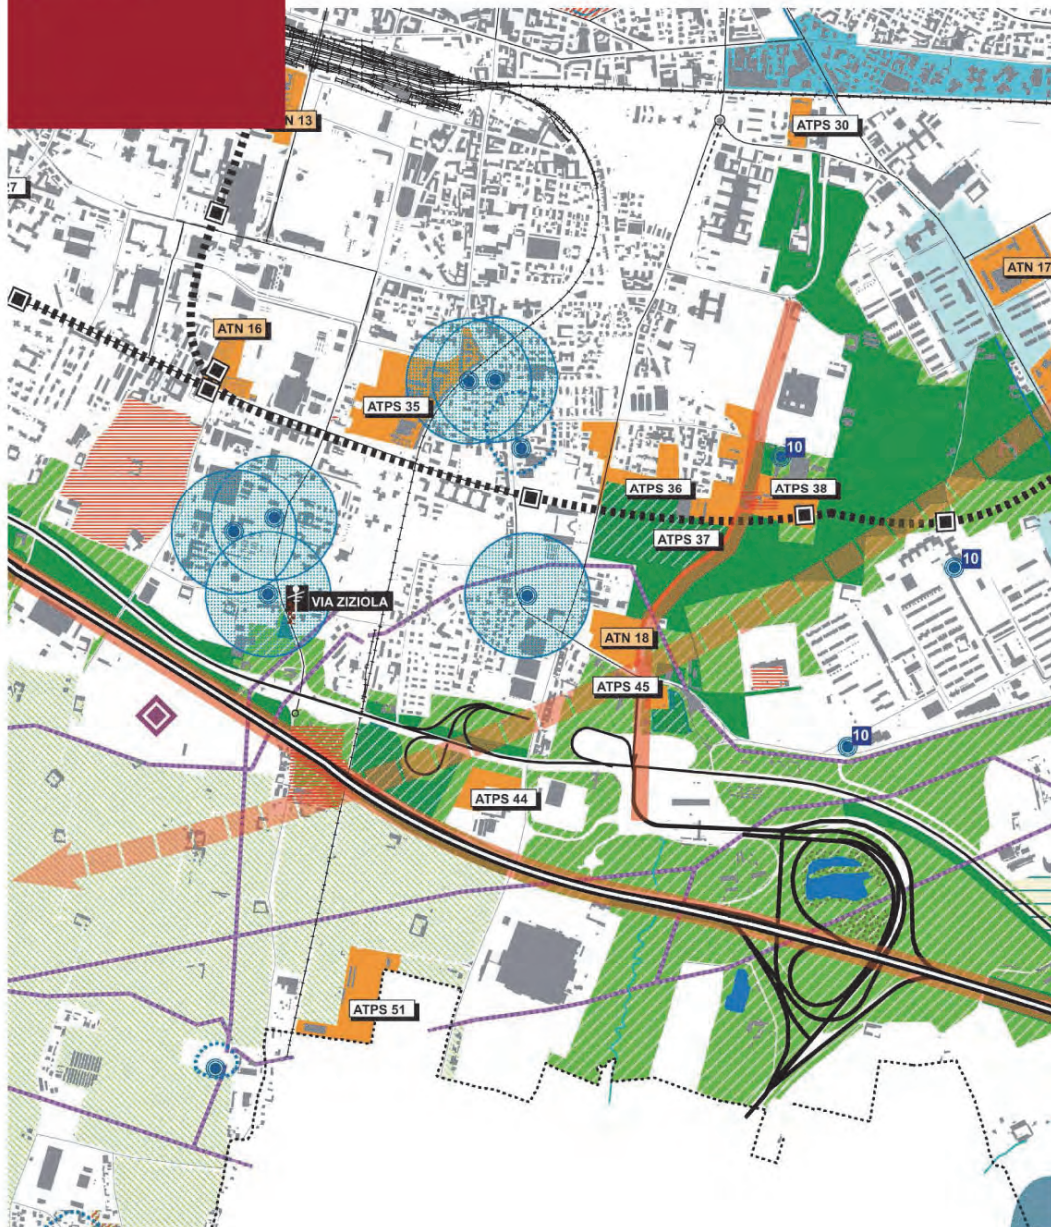 N 13
ATPS 30
7
ATN 17
ATN 16
ATPS 35
10
ATPS 36
ATPS 38
ATPS 37
10
VIA ZIZIOLA
ATN 18
ATPS 45
10
ATPS 44
ATPS 51